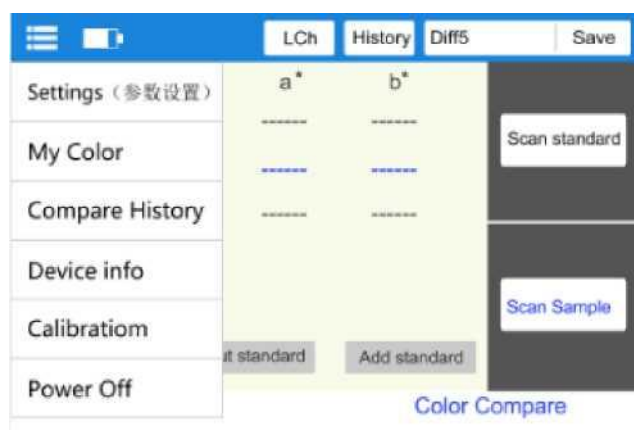 LCh History Diff5 Save
Settings（参数设置）
a* b*
------ ------
Scan standard
My Color
------ ------
Compare History
------ ------
Device info
Scan Sample
Calibratiom
standard
Add standard
Power Off
Color Compare